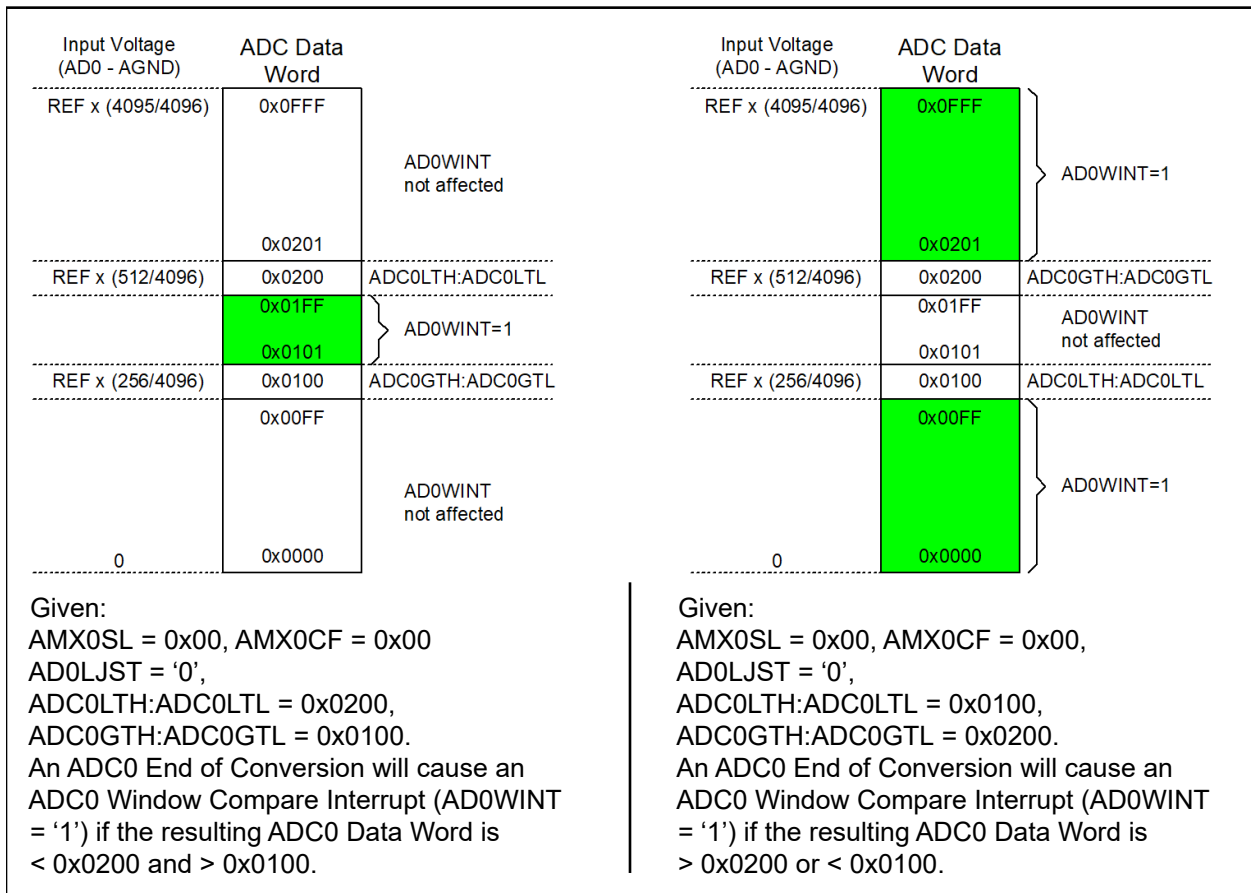 Input Voltage
(AD0 - AGND)
ADC Data
Word
REF x (4095/4096)
0x0FFF
AD0WINT
not affected
0x0201
REF x (512/4096)
0x0200
ADC0LTH:ADC0LTL
0x01FF
AD0WINT=1
0x0101
REF x (256/4096)
0x0100
ADC0GTH:ADC0GTL
0x00FF
AD0WINT
not affected
0
0x0000
Given:
AMX0SL = 0x00, AMX0CF = 0x00
AD0LJST = ‘0’,
ADC0LTH:ADC0LTL = 0x0200,
ADC0GTH:ADC0GTL = 0x0100.
An ADC0 End of Conversion will cause an
ADC0 Window Compare Interrupt (AD0WINT
= ‘1’) if the resulting ADC0 Data Word is
< 0x0200 and > 0x0100.
Input Voltage
(AD0 - AGND)
ADC Data
Word
REF x (4095/4096)
0x0FFF
AD0WINT=1
0x0201
REF x (512/4096)
0x0200
ADC0GTH:ADC0GTL
0x01FF
AD0WINT
not affected
0x0101
REF x (256/4096)
0x0100
ADC0LTH:ADC0LTL
0x00FF
AD0WINT=1
0
0x0000
Given:
AMX0SL = 0x00, AMX0CF = 0x00,
AD0LJST = ‘0’,
ADC0LTH:ADC0LTL = 0x0100,
ADC0GTH:ADC0GTL = 0x0200.
An ADC0 End of Conversion will cause an
ADC0 Window Compare Interrupt (AD0WINT
= ‘1’) if the resulting ADC0 Data Word is
> 0x0200 or < 0x0100.